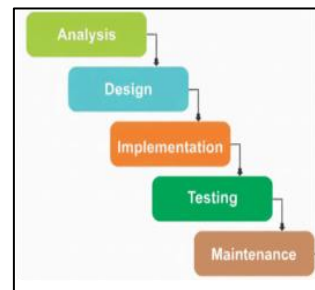 Analysis
Design
Implementation
Testing
Maintenance